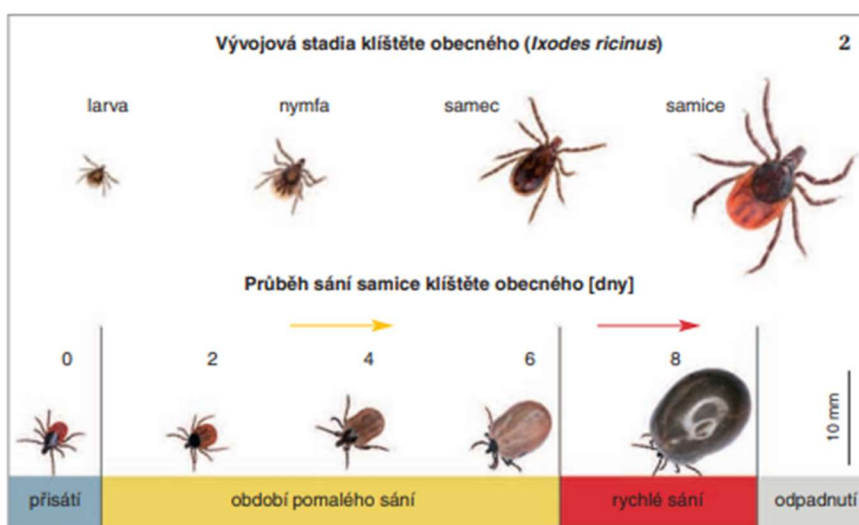 Vývojová stadia klíštěte obecného (Ixodes ricinus) 2
larva nymfa samec samice
Průběh sání samice klíštěte obecného [dny]
0 2 4 6 8
10 mm
přisátí období pomalého sání rychlé sání odpadnutí